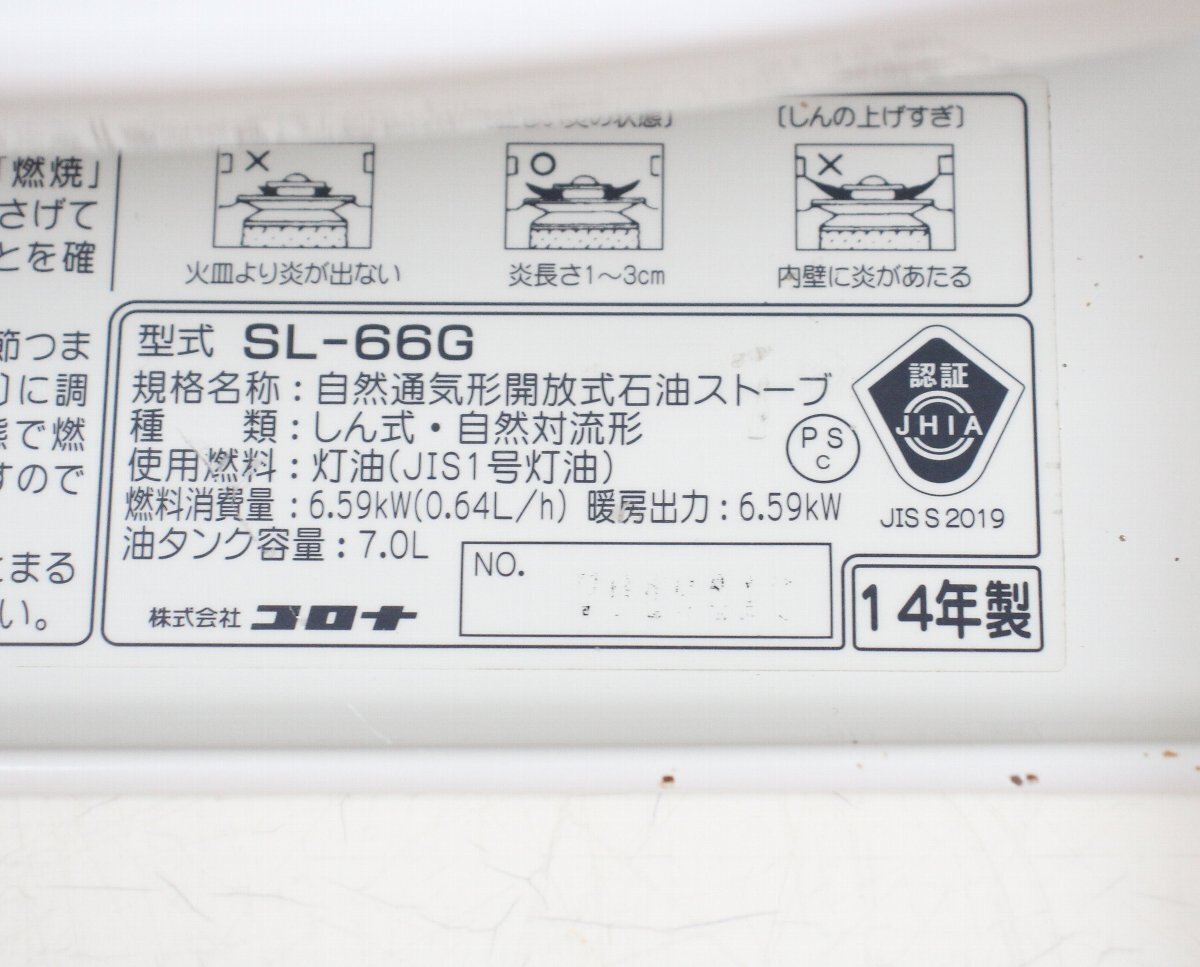 「燃焼」
さげて
とを確
節つま
に調
で燃
すので
まる
い。
の状態〕
〔しんの上げすぎ〕
火皿より炎が出ない
炎長さ1～3cm
内壁に炎があたる
型式 SL-66G
規格名称：自然通気形開放式石油ストーブ
種　　類：しん式・自然対流形
使用燃料：灯油(JIS1号灯油)
燃料消費量：6.59kW(0.64L/h) 暖房出力：6.59kW
油タンク容量：7.0L
株式会社 コロナ
NO.
PS
C
認証
JHIA
JIS S 2019
14年製